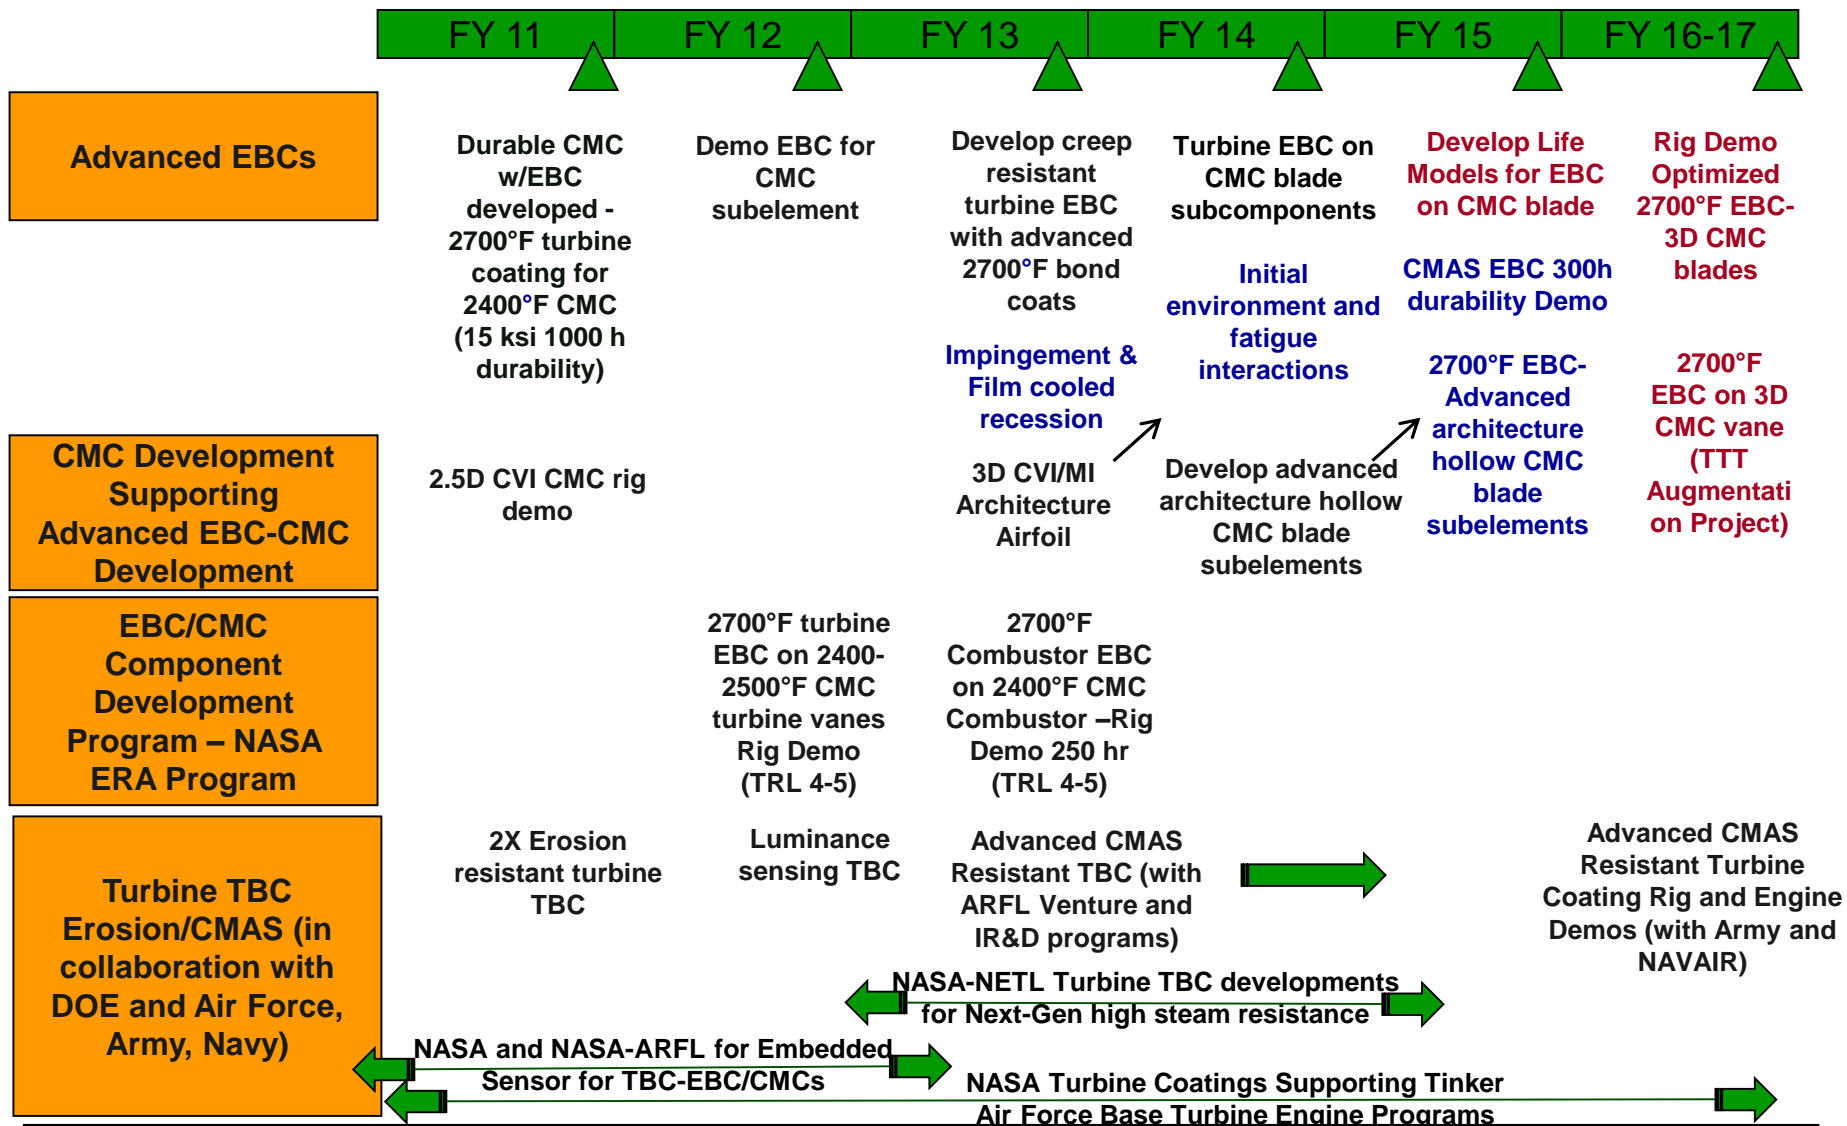 FY 11
FY 12
FY 13
FY 14
FY 15
FY 16-17
Advanced EBCs
Durable CMC
w/EBC
developed -
2700°F turbine
coating for
2400°F CMC
(15 ksi 1000 h
durability)
Demo EBC for
CMC
subelement
Develop creep
resistant
turbine EBC
with advanced
2700°F bond
coats
Impingement &
Film cooled
recession
Turbine EBC on
CMC blade
subcomponents
Initial
environment and
fatigue
interactions
Develop Life
Models for EBC
on CMC blade
CMAS EBC 300h
durability Demo
2700°F EBC-
Advanced
architecture
hollow CMC
blade
subelements
Rig Demo
Optimized
2700°F EBC-
3D CMC
blades
2700°F
EBC on 3D
CMC vane
(TTT
Augmentati
on Project)
CMC Development
Supporting
Advanced EBC-CMC
Development
2.5D CVI CMC rig
demo
3D CVI/MI
Architecture
Airfoil
Develop advanced
architecture hollow
CMC blade
subelements
EBC/CMC
Component
Development
Program – NASA
ERA Program
2700°F turbine
EBC on 2400-
2500°F CMC
turbine vanes
Rig Demo
(TRL 4-5)
2700°F
Combustor EBC
on 2400°F CMC
Combustor –Rig
Demo 250 hr
(TRL 4-5)
Turbine TBC
Erosion/CMAS (in
collaboration with
DOE and Air Force,
Army, Navy)
2X Erosion
resistant turbine
TBC
Luminance
sensing TBC
Advanced CMAS
Resistant TBC (with
ARFL Venture and
IR&D programs)
Advanced CMAS
Resistant Turbine
Coating Rig and Engine
Demos (with Army and
NAVAIR)
NASA-NETL Turbine TBC developments
for Next-Gen high steam resistance
NASA and NASA-ARFL for Embedded
Sensor for TBC-EBC/CMCs
NASA Turbine Coatings Supporting Tinker
Air Force Base Turbine Engine Programs